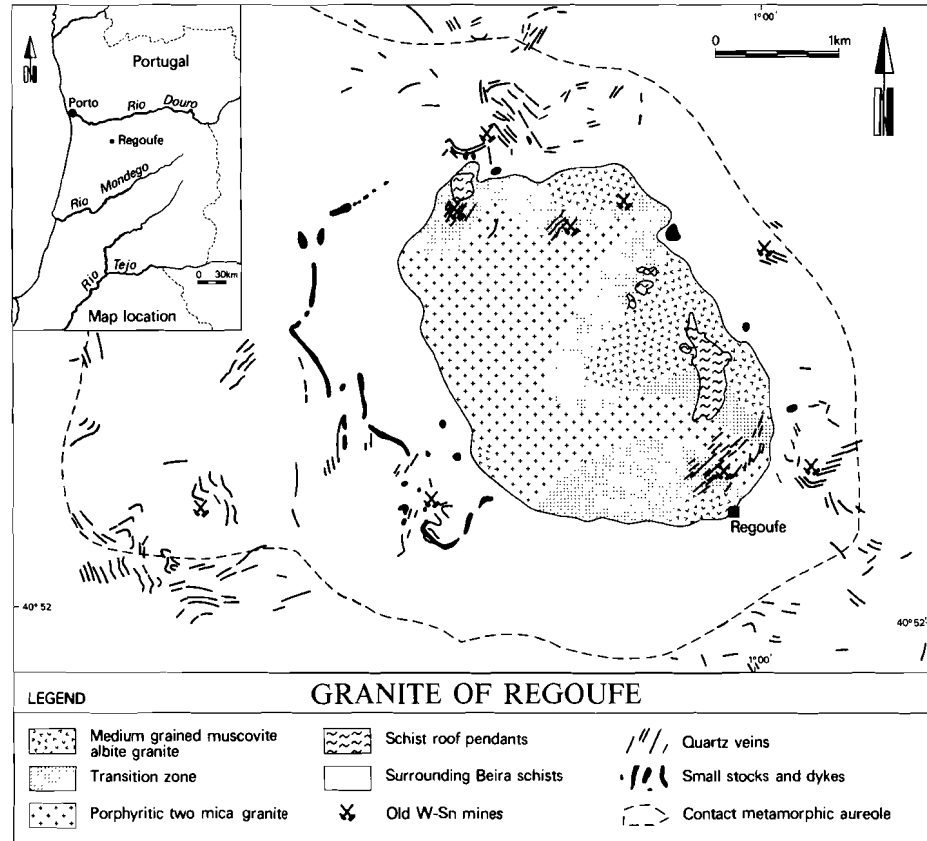 Portugal
Porto
Rio Douro
Regoufe
Rio Mondego
Rio Tejo
0 30km
Map location
N
1°00'
0 1km
N
Regoufe
40° 52
40° 52'
1°00'
LEGEND
GRANITE OF REGOUFE
Medium grained muscovite
albite granite
Transition zone
Porphyritic two mica granite
Schist roof pendants
Surrounding Beira schists
Old W-Sn mines
Quartz veins
Small stocks and dykes
Contact metamorphic aureole